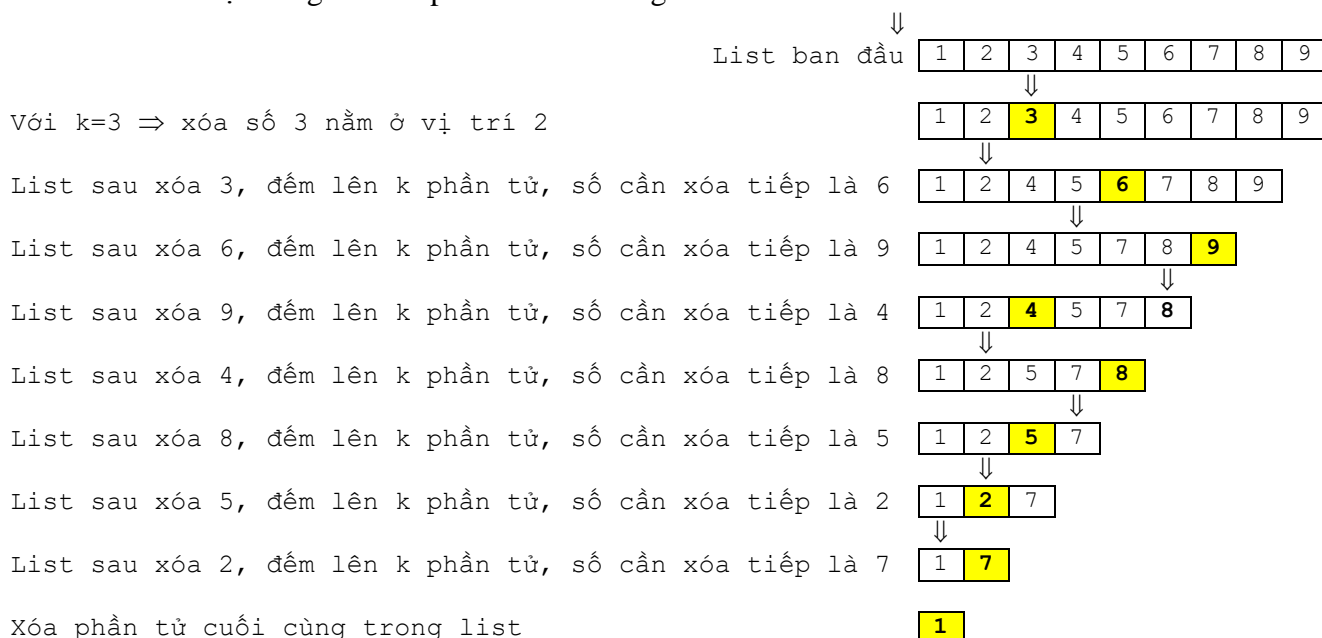 ⇓
List ban đầu 1 2 3 4 5 6 7 8 9
⇓
Với k=3 ⇒ xóa số 3 nằm ở vị trí 2 1 2 3 4 5 6 7 8 9
⇓
List sau xóa 3, đếm lên k phần tử, số cần xóa tiếp là 6 1 2 4 5 6 7 8 9
⇓
List sau xóa 6, đếm lên k phần tử, số cần xóa tiếp là 9 1 2 4 5 7 8 9
⇓
List sau xóa 9, đếm lên k phần tử, số cần xóa tiếp là 4 1 2 4 5 7 8
⇓
List sau xóa 4, đếm lên k phần tử, số cần xóa tiếp là 8 1 2 5 7 8
⇓
List sau xóa 8, đếm lên k phần tử, số cần xóa tiếp là 5 1 2 5 7
⇓
List sau xóa 5, đếm lên k phần tử, số cần xóa tiếp là 2 1 2 7
⇓
List sau xóa 2, đếm lên k phần tử, số cần xóa tiếp là 7 1 7
Xóa phần tử cuối cùng trong list 1